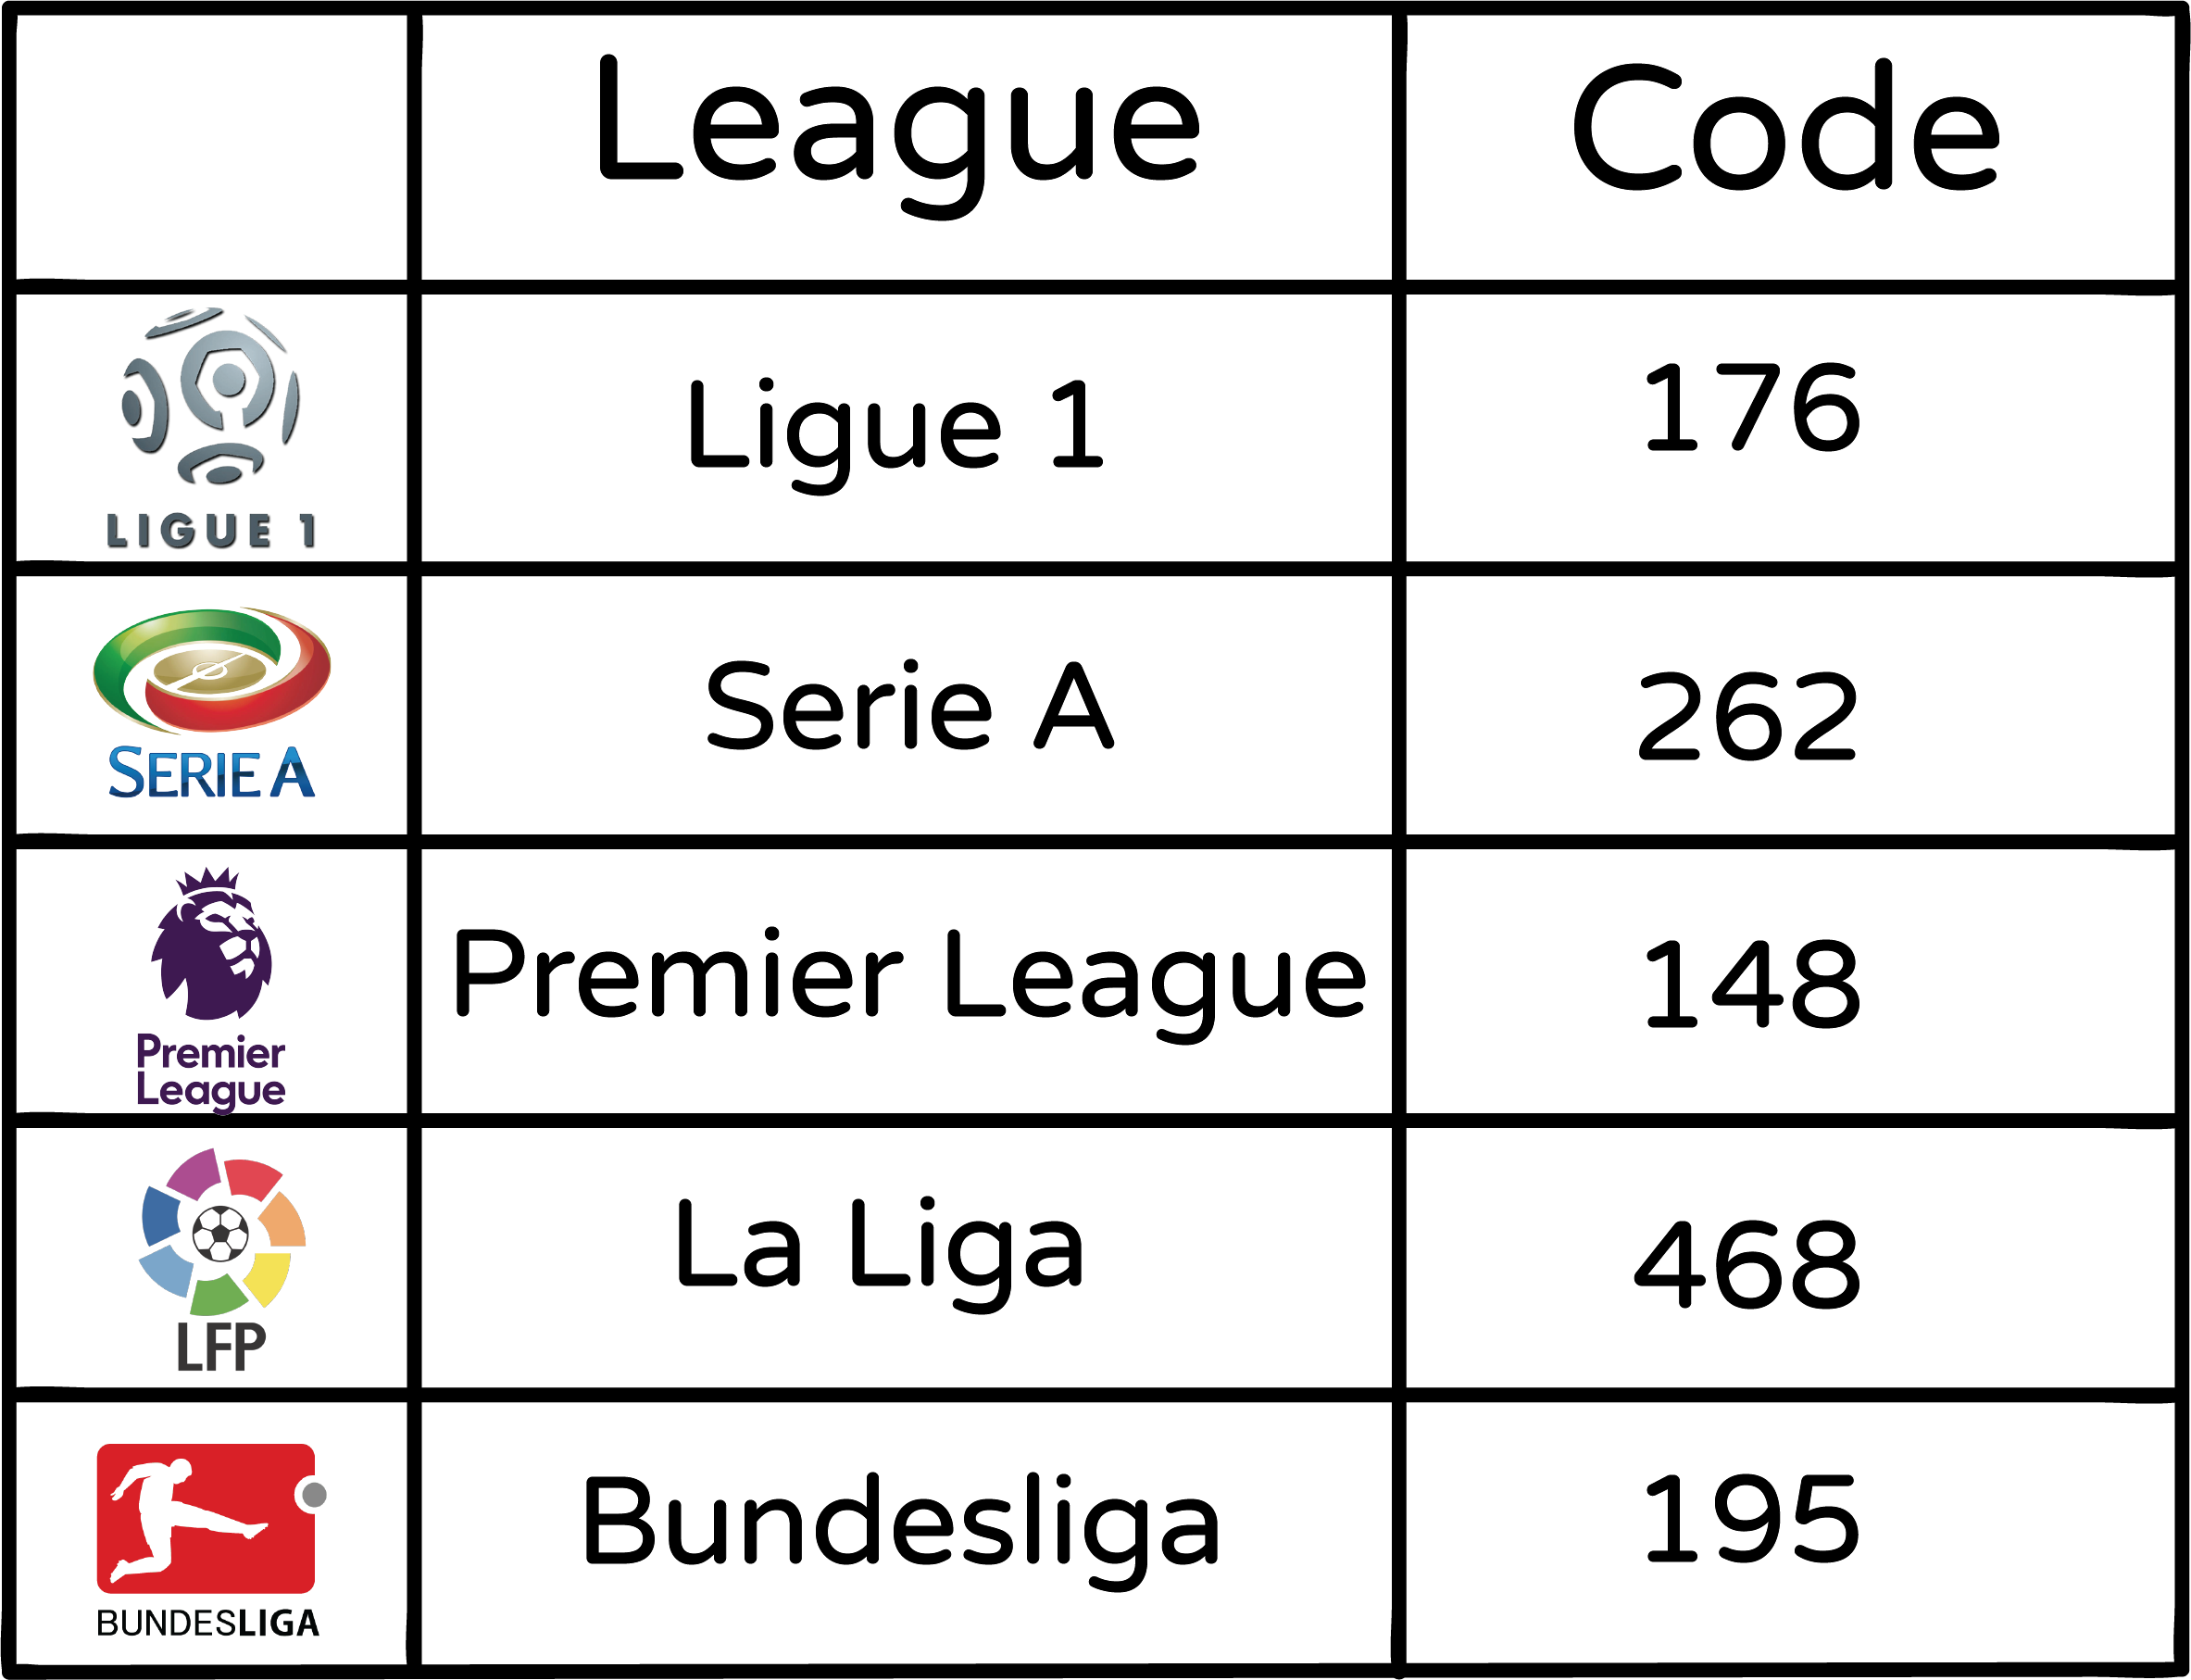 League Code
LIGUE 1
Ligue 1 176
SERIE A
Serie A 262
Premier
League
Premier League 148
LFP
La Liga 468
BUNDESLIGA
Bundesliga 195